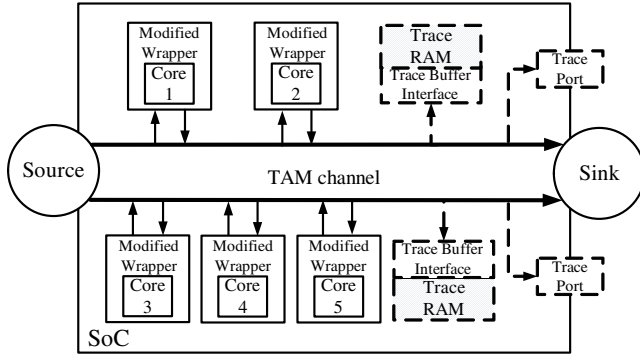 Modified
Wrapper
Core
1
Modified
Wrapper
Core
2
Trace
RAM
Trace Buffer
Interface
Trace
Port
Source
TAM channel
Sink
Modified
Wrapper
Core
3
Modified
Wrapper
Core
4
Modified
Wrapper
Core
5
Trace Buffer
Interface
Trace
RAM
Trace
Port
SoC